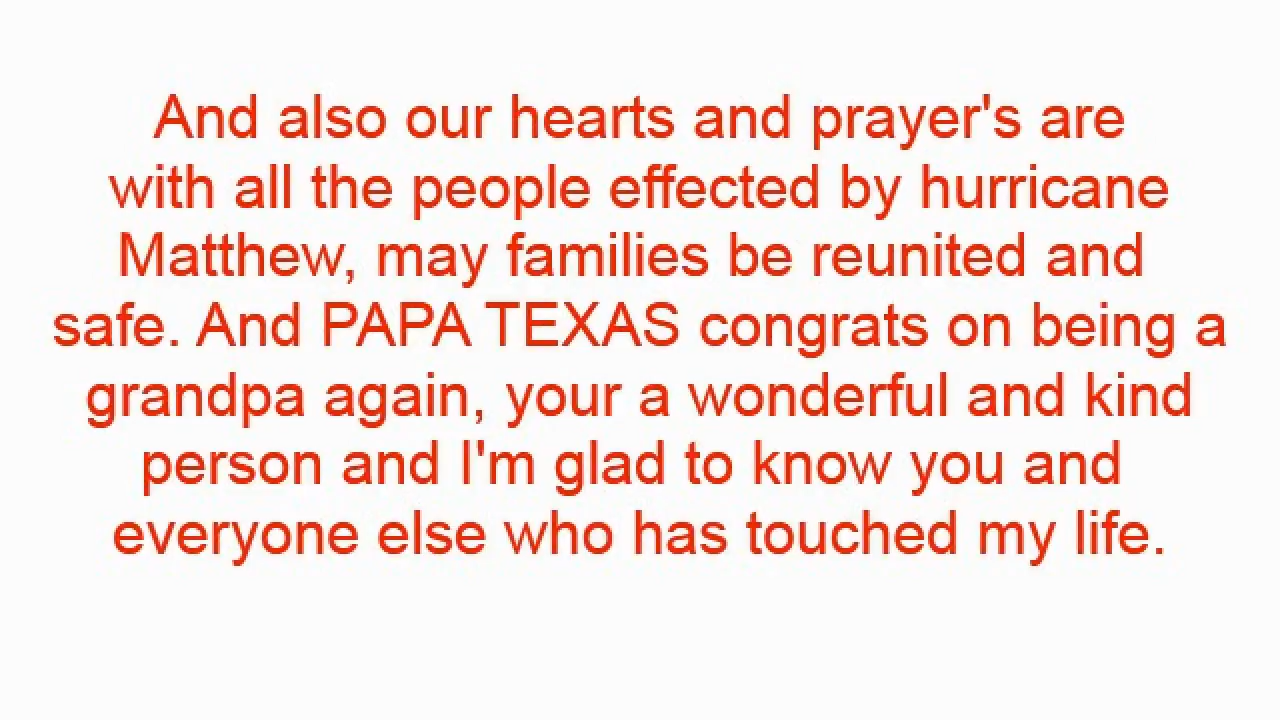 And also our hearts and prayer's are
with all the people effected by hurricane
Matthew, may families be reunited and
safe. And PAPA TEXAS congrats on being a
grandpa again, your a wonderful and kind
person and I'm glad to know you and
everyone else who has touched my life.